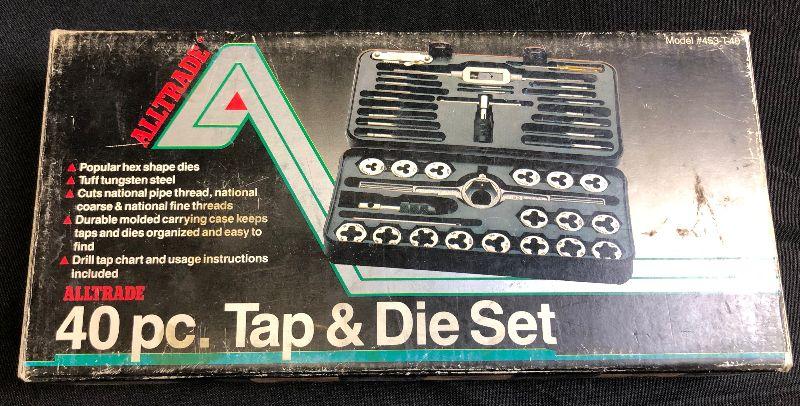 Model #453-T-40
ALLTRADE
Popular hex shape dies
Tuff tungsten steel
Cuts national pipe thread, national
coarse & national fine threads
Durable molded carrying case keeps
taps and dies organized and easy to
find
Drill tap chart and usage instructions
included
ALLTRADE
40 pc. Tap & Die Set